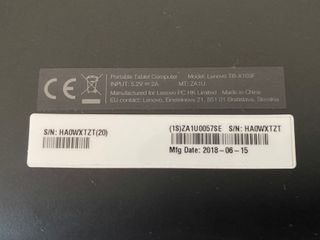 Portable Tablet Computer Model: Lenovo TB-X103F
INPUT: 5.2V⎓2A MT: ZA1U
Manufactured for Lenovo PC HK Limited Made in China
EU contact: Lenovo, Einsteinova 21, 851 01 Bratislava, Slovakia
S/N: HA0WXTZT(20) (1S)ZA1U0057SE S/N: HA0WXTZT
Mfg Date: 2018-06-15